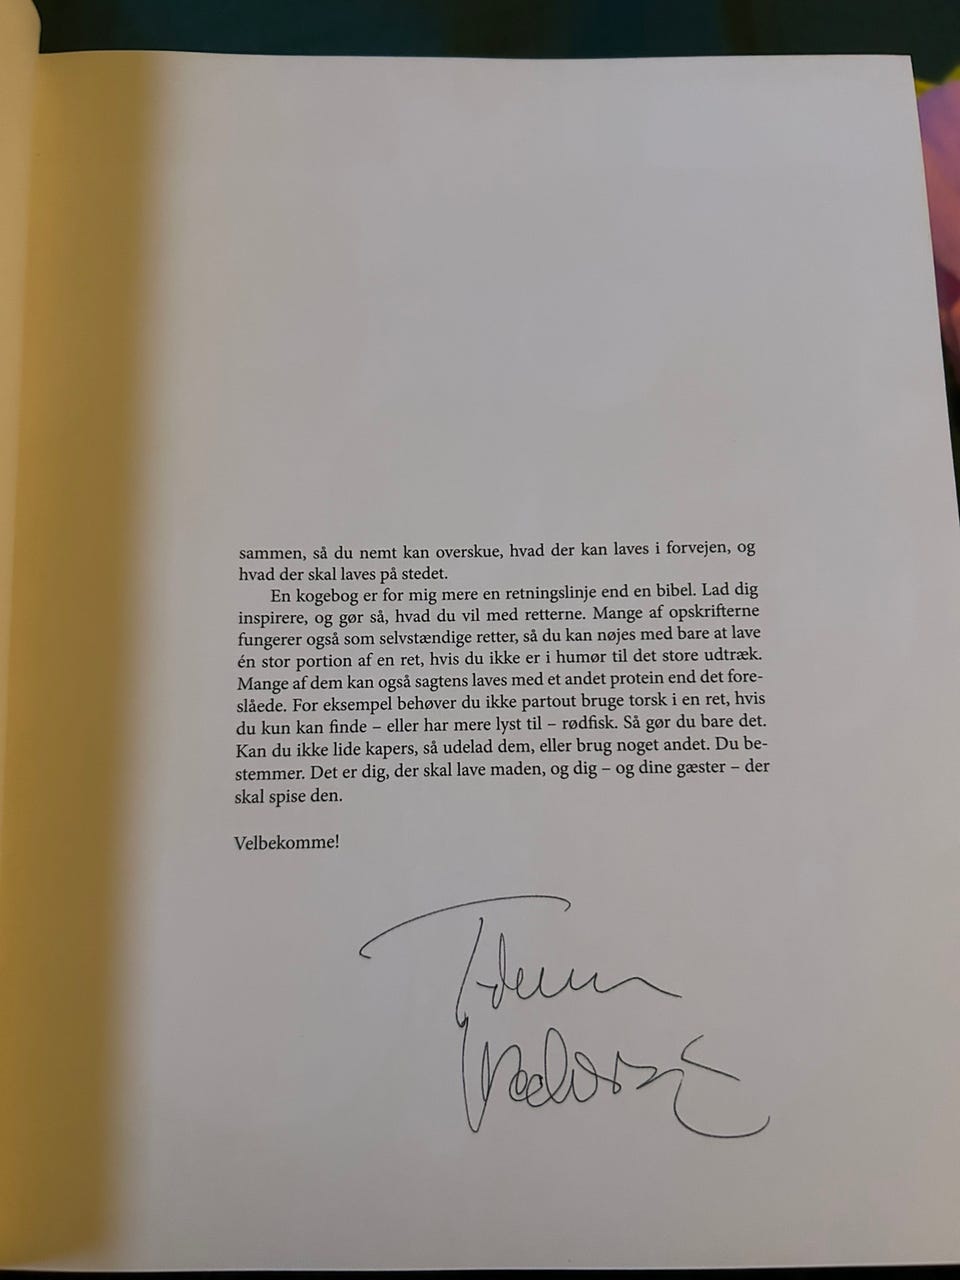 sammen, så du nemt kan overskue, hvad der kan laves i forvejen, og
hvad der skal laves på stedet.
En kogebog er for mig mere en retningslinje end en bibel. Lad dig
inspirere, og gør så, hvad du vil med retterne. Mange af opskrifterne
fungerer også som selvstændige retter, så du kan nøjes med bare at lave
én stor portion af en ret, hvis du ikke er i humør til det store udtræk.
Mange af dem kan også sagtens laves med et andet protein end det fore-
slåede. For eksempel behøver du ikke partout bruge torsk i en ret, hvis
du kun kan finde – eller har mere lyst til – rødfisk. Så gør du bare det.
Kan du ikke lide kapers, så udelad dem, eller brug noget andet. Du be-
stemmer. Det er dig, der skal lave maden, og dig – og dine gæster – der
skal spise den.
Velbekomme!